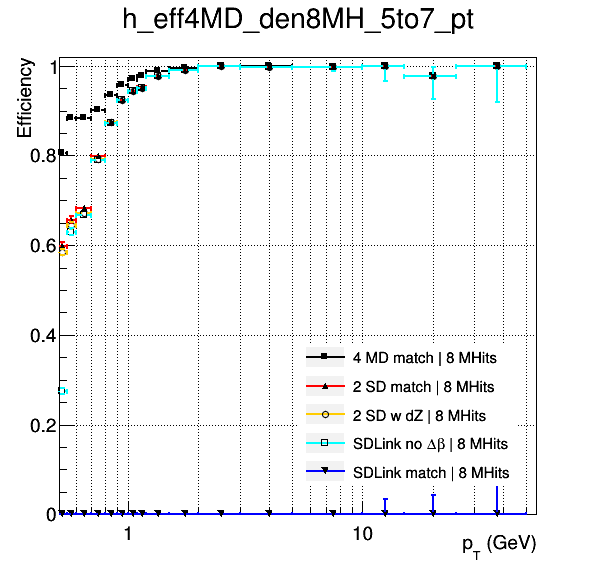 h_eff4MD_den8MH_5to7_pt
Efficiency
1
0.8
0.6
0.4
0.2
0
4 MD match | 8 MHits
2 SD match | 8 MHits
2 SD w dZ | 8 MHits
SDLink no Δβ | 8 MHits
SDLink match | 8 MHits
1
10
p_T (GeV)